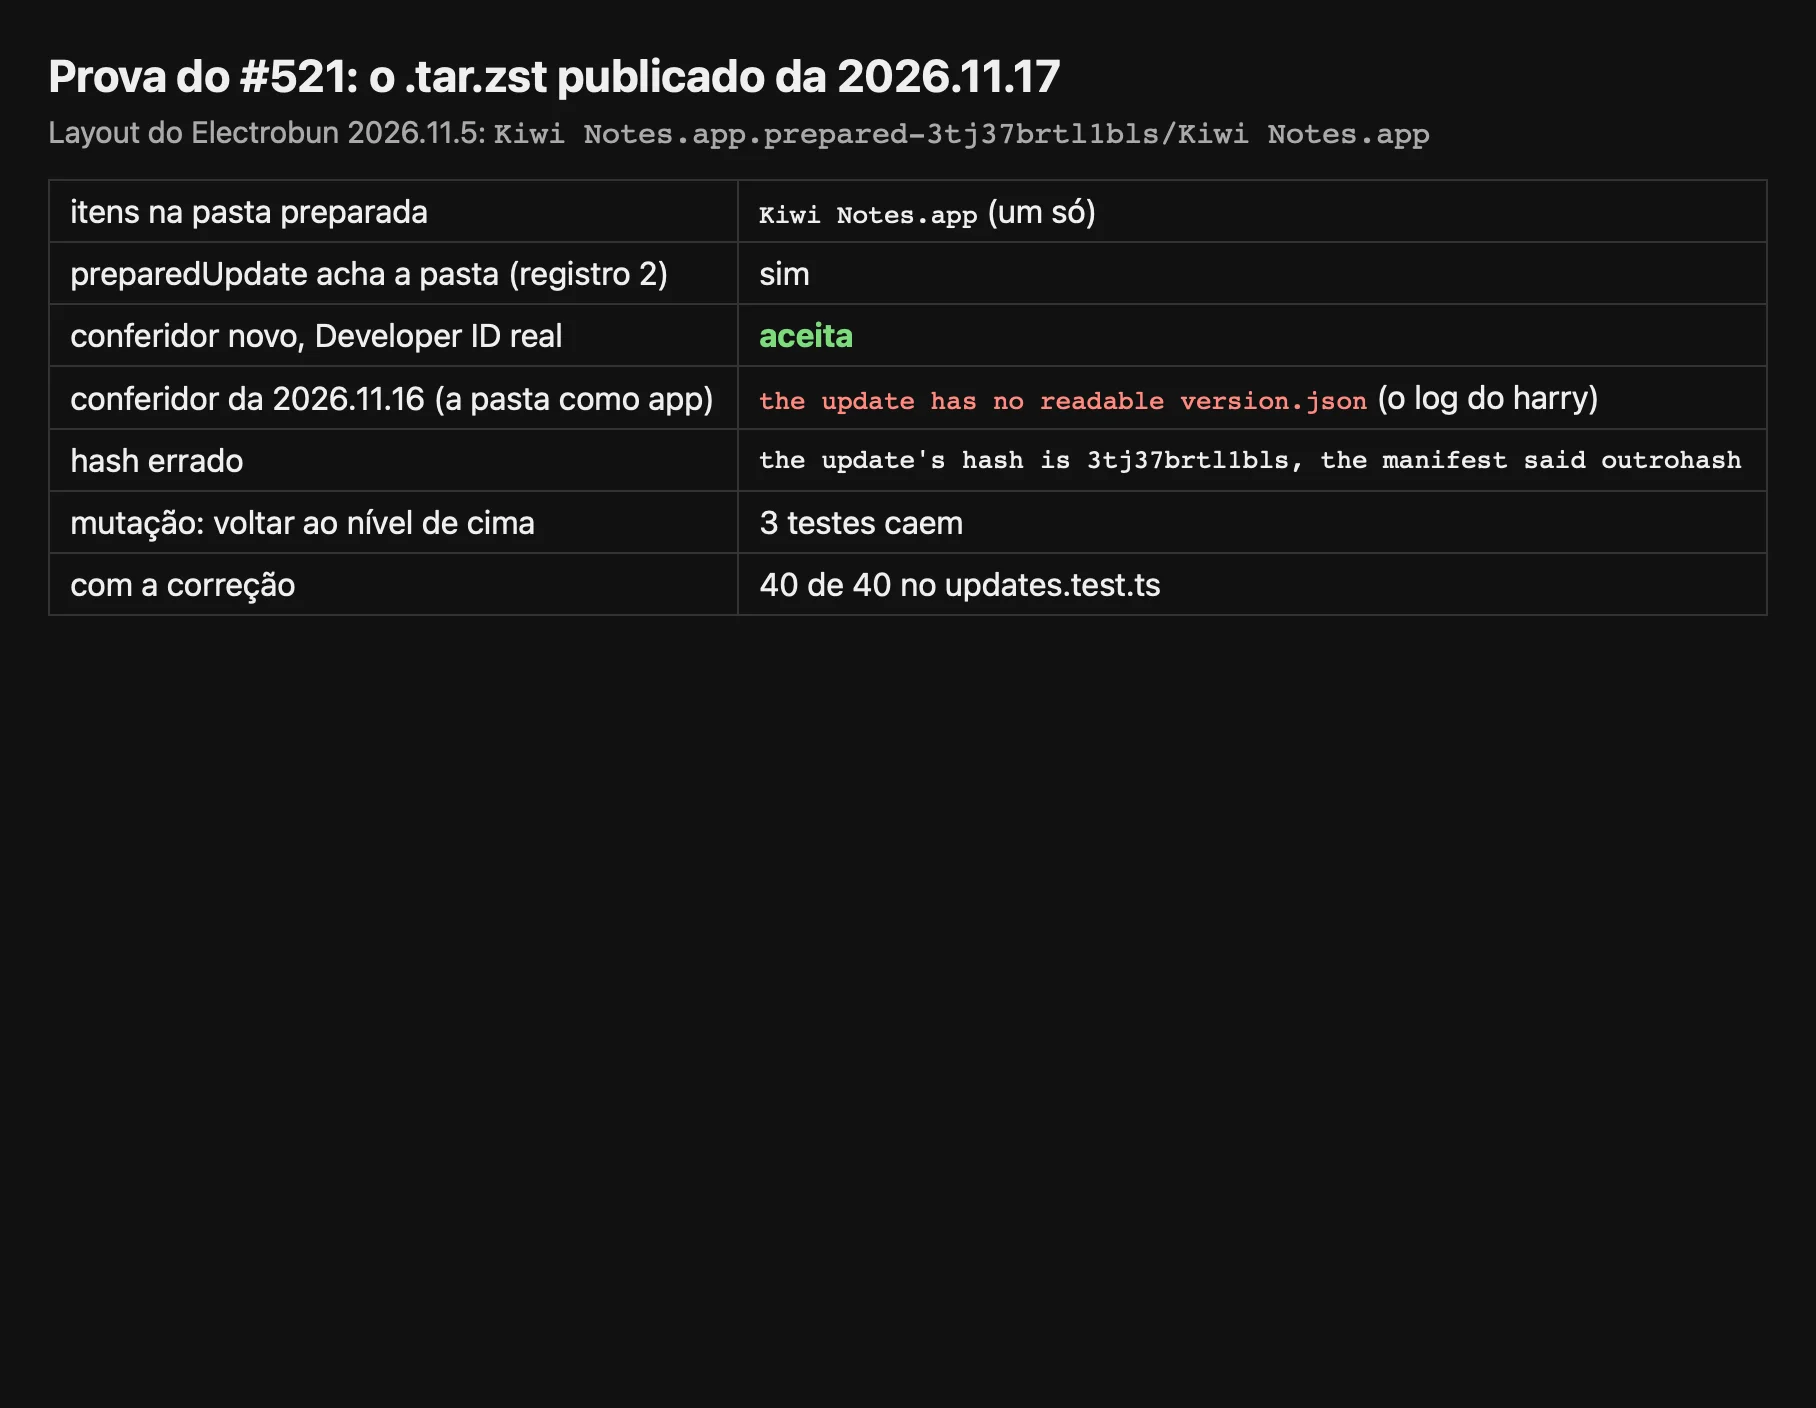 Prova do #521: o .tar.zst publicado da 2026.11.17
Layout do Electrobun 2026.11.5: Kiwi Notes.app.prepared-3tj37brtl1bls/Kiwi Notes.app
itens na pasta preparada Kiwi Notes.app (um só)
preparedUpdate acha a pasta (registro 2) sim
conferidor novo, Developer ID real aceita
conferidor da 2026.11.16 (a pasta como app) the update has no readable version.json (o log do harry)
hash errado the update's hash is 3tj37brtl1bls, the manifest said outrohash
mutação: voltar ao nível de cima 3 testes caem
com a correção 40 de 40 no updates.test.ts